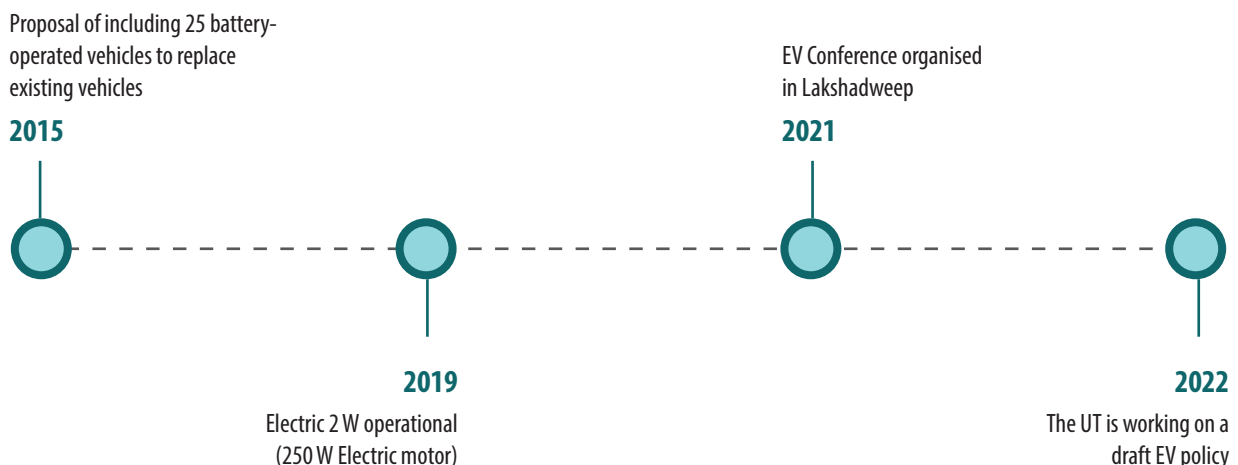 Proposal of including 25 battery-
operated vehicles to replace
existing vehicles
2015
EV Conference organised
in Lakshadweep
2021
2019
Electric 2 W operational
(250 W Electric motor)
2022
The UT is working on a
draft EV policy